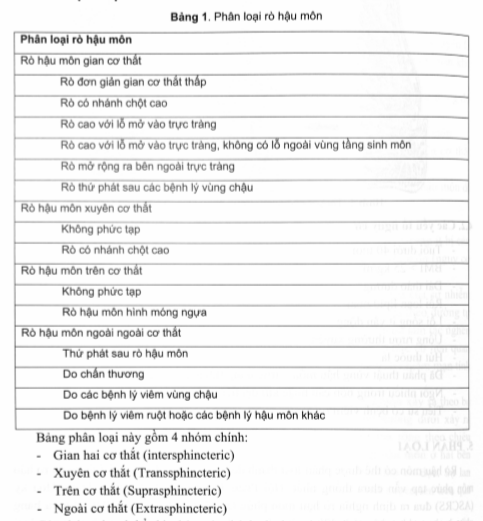 Bảng 1. Phân loại rò hậu môn
Phân loại rò hậu môn
Rò hậu môn gian cơ thắt
Rò đơn giản gian cơ thắt thấp
Rò có nhánh chột cao
Rò cao với lỗ mở vào trực tràng
Rò cao với lỗ mở vào trực tràng, không có lỗ ngoài vùng tầng sinh môn
Rò mở rộng ra bên ngoài trực tràng
Rò thứ phát sau các bệnh lý vùng chậu
Rò hậu môn xuyên cơ thắt
Không phức tạp
Rò có nhánh chột cao
Rò hậu môn trên cơ thắt
Không phức tạp
Rò hậu môn hình móng ngựa
Rò hậu môn ngoài ngoài cơ thắt
Thứ phát sau rò hậu môn
Do chấn thương
Do các bệnh lý viêm vùng chậu
Do bệnh lý viêm ruột hoặc các bệnh lý hậu môn khác
Bảng phân loại này gồm 4 nhóm chính:
- Gian hai cơ thắt (intersphincteric)
- Xuyên cơ thắt (Transsphincteric)
- Trên cơ thắt (Suprasphincteric)
- Ngoài cơ thắt (Extrasphincteric)